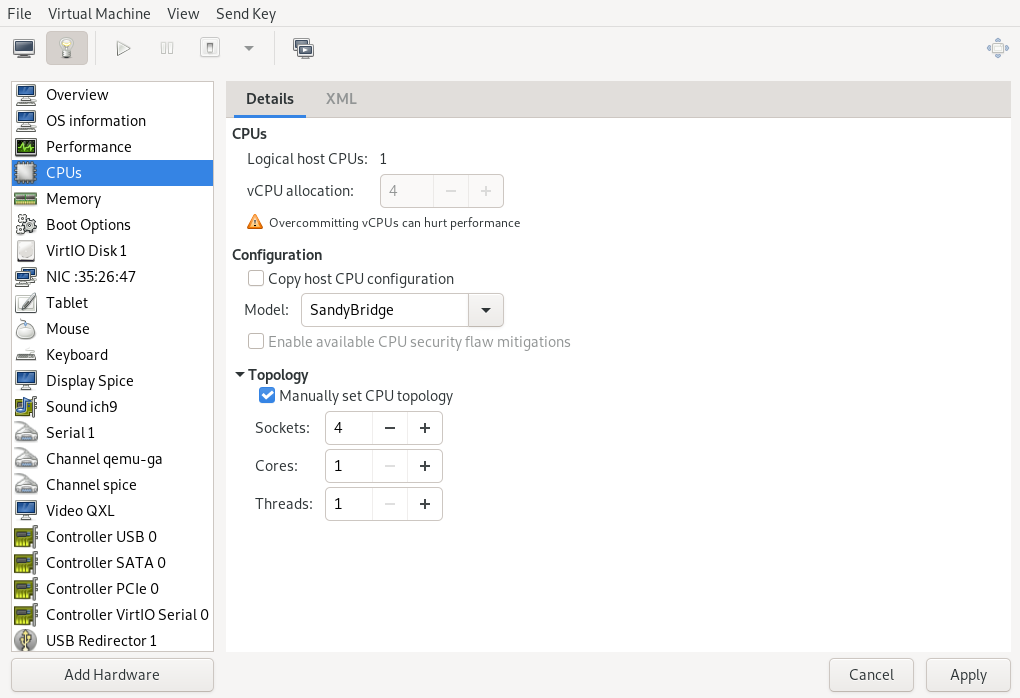 File Virtual Machine View Send Key
Overview
OS information
Performance
CPUs
Memory
Boot Options
VirtIO Disk 1
NIC :35:26:47
Tablet
Mouse
Keyboard
Display Spice
Sound ich9
Serial 1
Channel qemu-ga
Channel spice
Video QXL
Controller USB 0
Controller SATA 0
Controller PCIe 0
Controller VirtIO Serial 0
USB Redirector 1
Add Hardware
Details XML
CPUs
Logical host CPUs: 1
vCPU allocation: 4 − +
Overcommitting vCPUs can hurt performance
Configuration
Copy host CPU configuration
Model: SandyBridge
Enable available CPU security flaw mitigations
Topology
Manually set CPU topology
Sockets: 4 − +
Cores: 1 − +
Threads: 1 − +
Cancel Apply